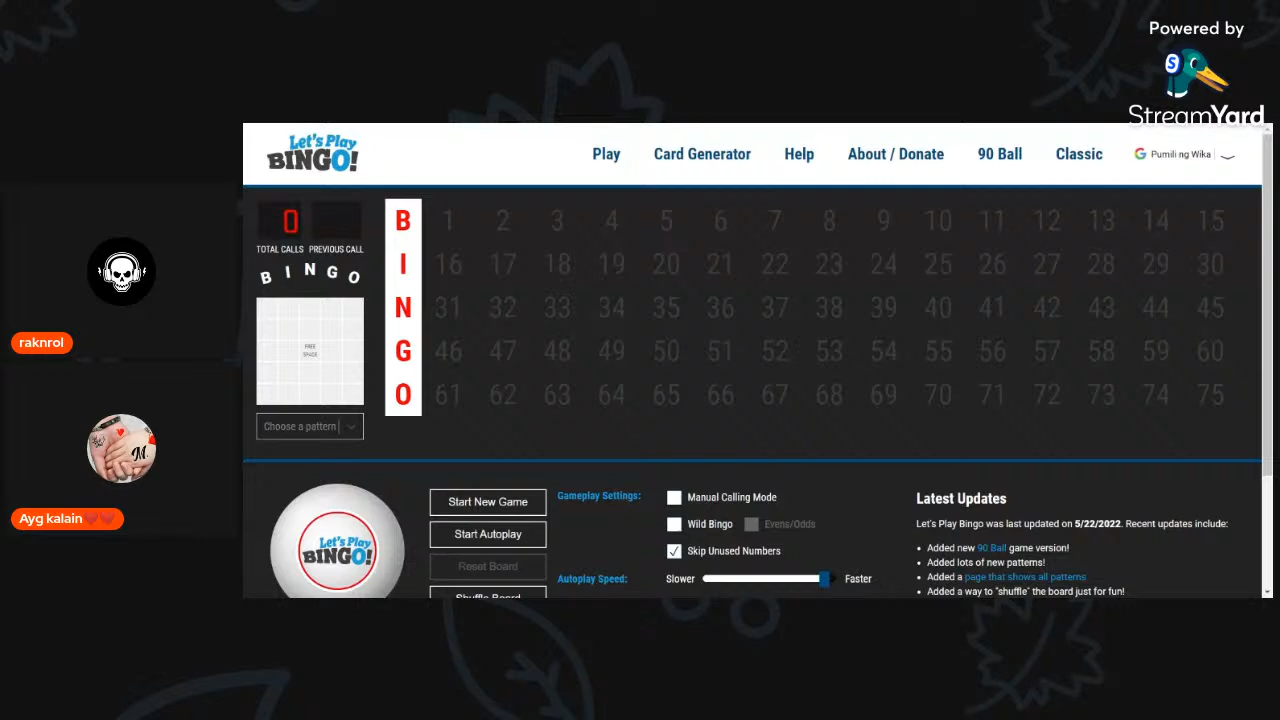 Powered by
StreamYard
Let's Play
BINGO!
Play
Card Generator
Help
About / Donate
90 Ball
Classic
G Pumili ng Wika
0
TOTAL CALLS PREVIOUS CALL
B I N G O
FREE
SPACE
Choose a pattern
B 1 2 3 4 5 6 7 8 9 10 11 12 13 14 15
I 16 17 18 19 20 21 22 23 24 25 26 27 28 29 30
N 31 32 33 34 35 36 37 38 39 40 41 42 43 44 45
G 46 47 48 49 50 51 52 53 54 55 56 57 58 59 60
O 61 62 63 64 65 66 67 68 69 70 71 72 73 74 75
raknrol
M.
Ayg kalain❤️❤️
Let's Play
BINGO!
Start New Game
Start Autoplay
Reset Board
Shuffle Board
Gameplay Settings:
Manual Calling Mode
Wild Bingo
Evens/Odds
Skip Unused Numbers
Autoplay Speed:
Slower
Faster
Latest Updates
Let's Play Bingo was last updated on 5/22/2022. Recent updates include:
• Added new 90 Ball game version!
• Added lots of new patterns!
• Added a page that shows all patterns
• Added a way to "shuffle" the board just for fun!